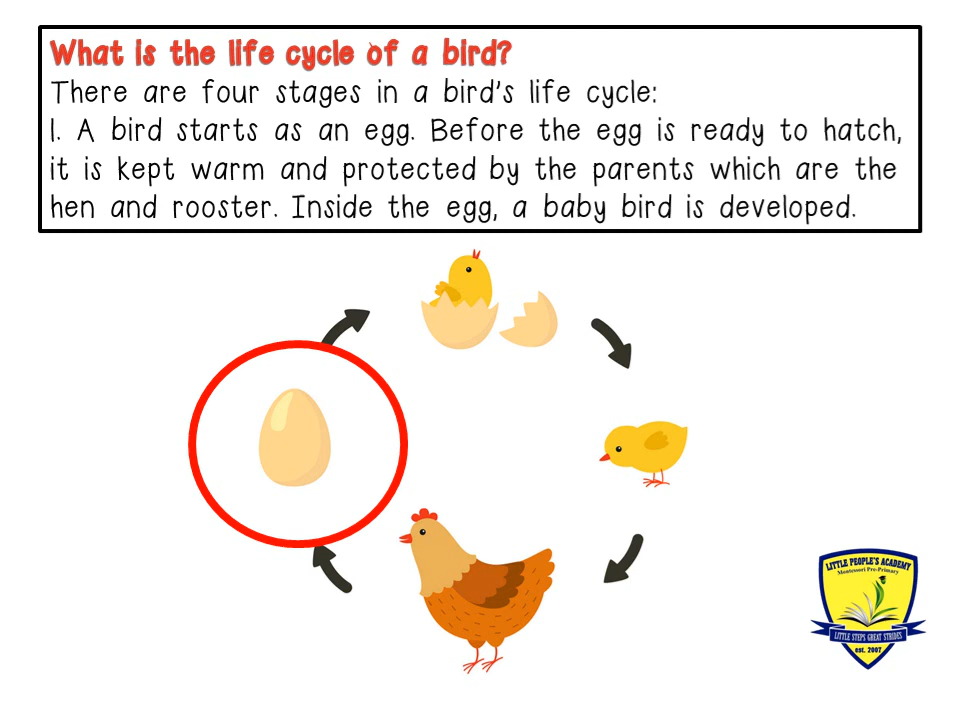 What is the life cycle of a bird?
There are four stages in a bird's life cycle:
1. A bird starts as an egg. Before the egg is ready to hatch,
it is kept warm and protected by the parents which are the
hen and rooster. Inside the egg, a baby bird is developed.
LITTLE PEOPLE'S ACADEMY
Montessori Pre-Primary
LITTLE STEPS GREAT STRIDES
est. 2007